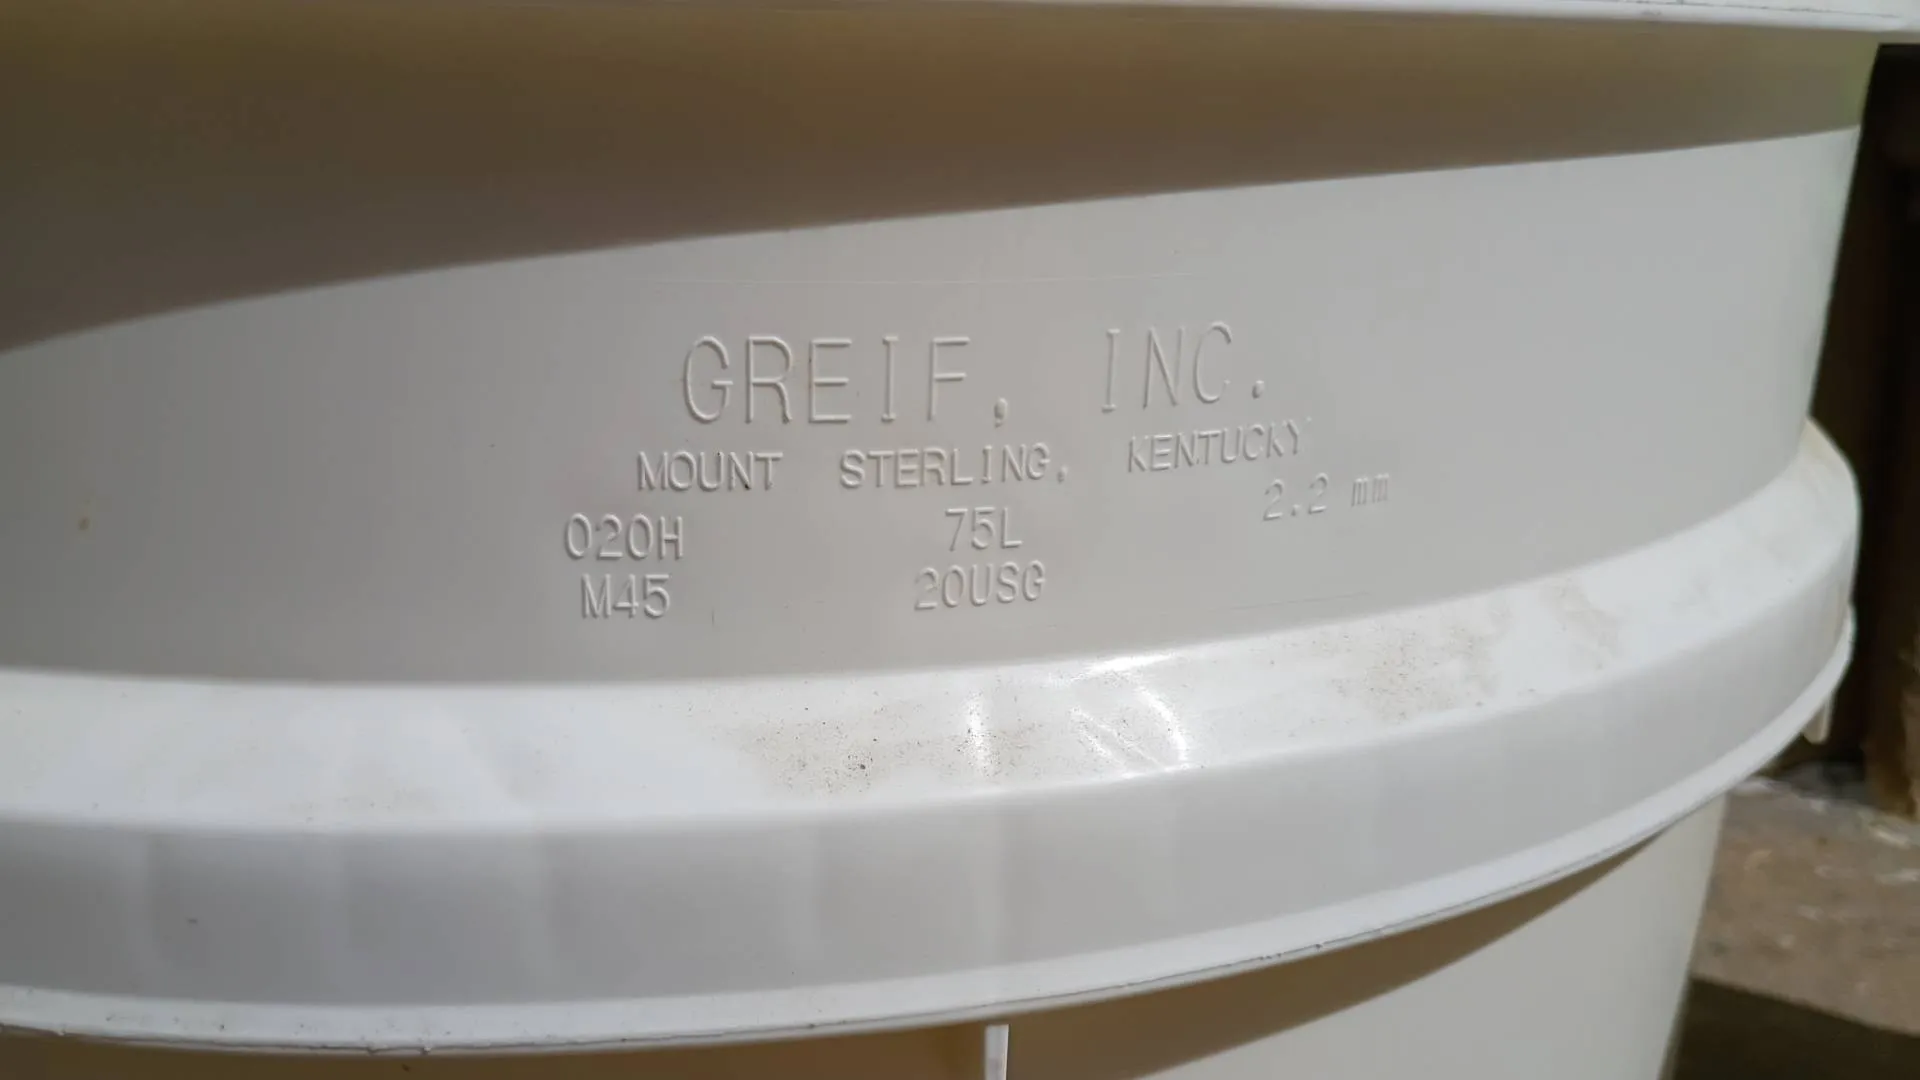 GREIF, INC.
MOUNT STERLING, KENTUCKY
020H 75L 2.2 mm
M45 20USG